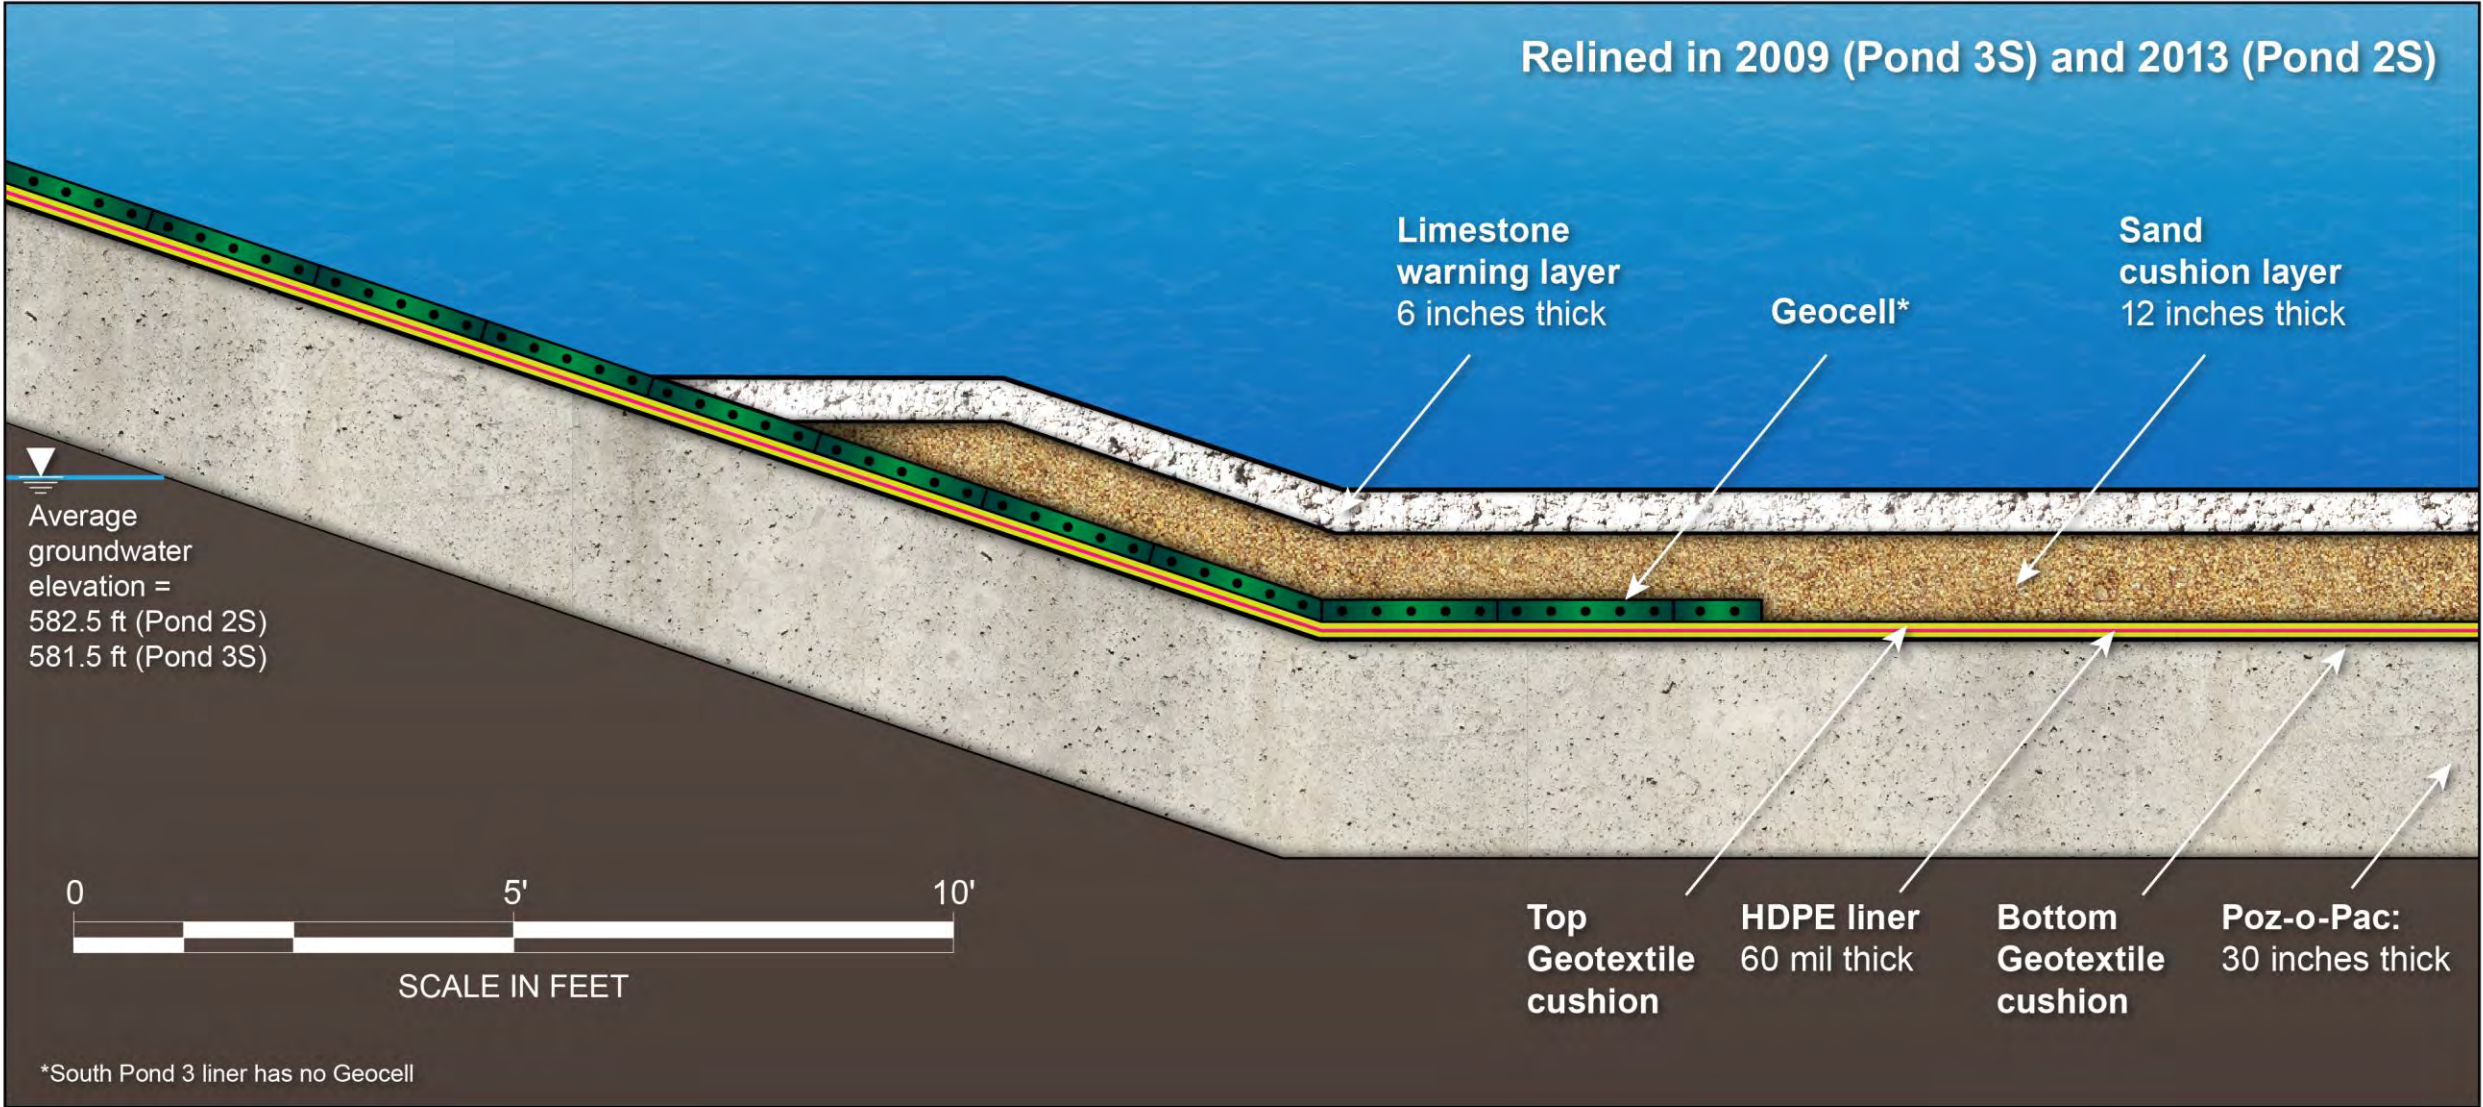 Relined in 2009 (Pond 3S) and 2013 (Pond 2S)
Limestone
warning layer
6 inches thick
Geocell*
Sand
cushion layer
12 inches thick
Average
groundwater
elevation =
582.5 ft (Pond 2S)
581.5 ft (Pond 3S)
0 5' 10'
SCALE IN FEET
Top
Geotextile
cushion
HDPE liner
60 mil thick
Bottom
Geotextile
cushion
Poz-o-Pac:
30 inches thick
*South Pond 3 liner has no Geocell